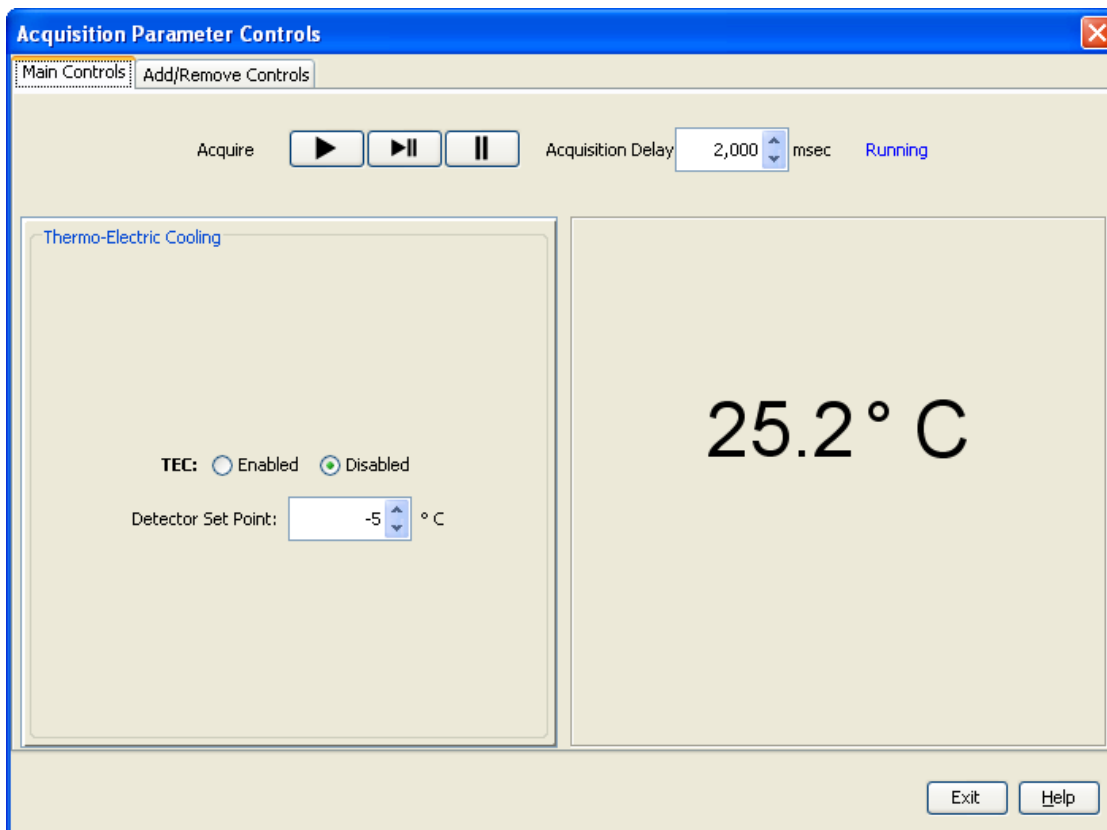 Acquisition Parameter Controls
Main Controls Add/Remove Controls
Acquire Acquisition Delay 2,000 msec Running
Thermo-Electric Cooling
25.2° C
TEC: Enabled Disabled
Detector Set Point: -5 ° C
Exit Help